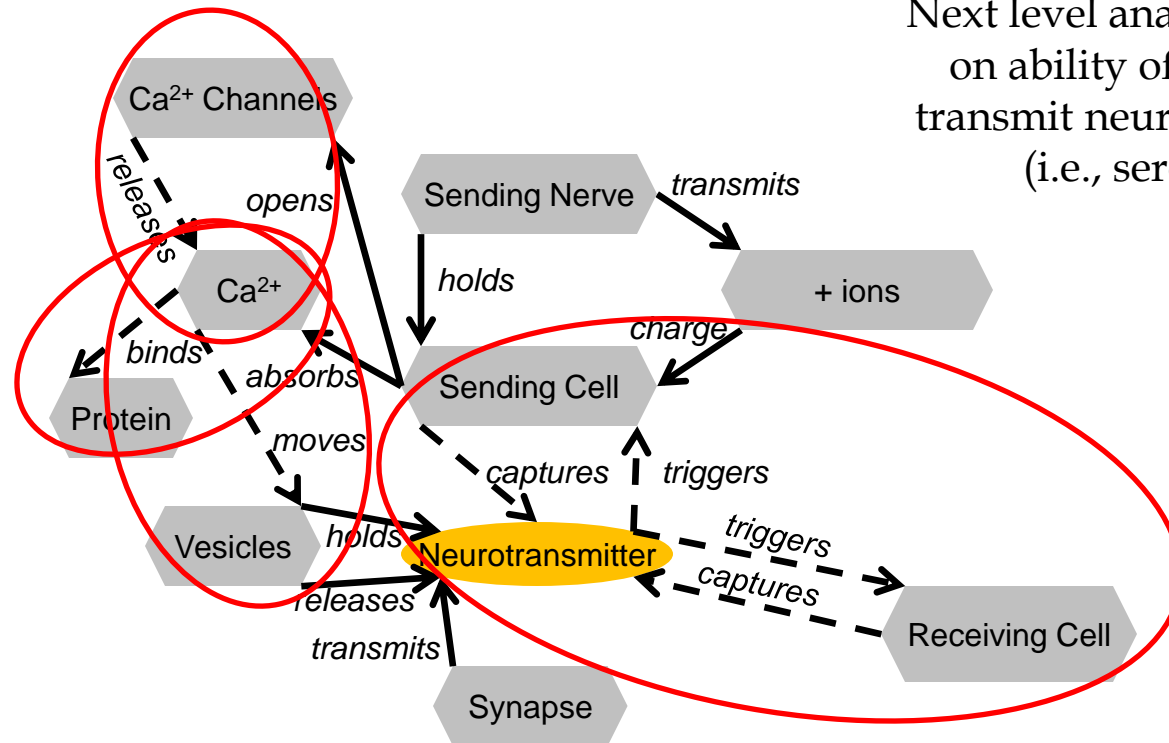 Next level ana
on ability of
transmit neur
(i.e., ser
Ca²⁺ Channels
releases
opens
Sending Nerve
transmits
Ca²⁺
holds
+ ions
charge
binds
absorbs
Sending Cell
Protein
moves
captures
triggers
Vesicles
holds
Neurotransmitter
triggers
captures
releases
transmits
Receiving Cell
Synapse